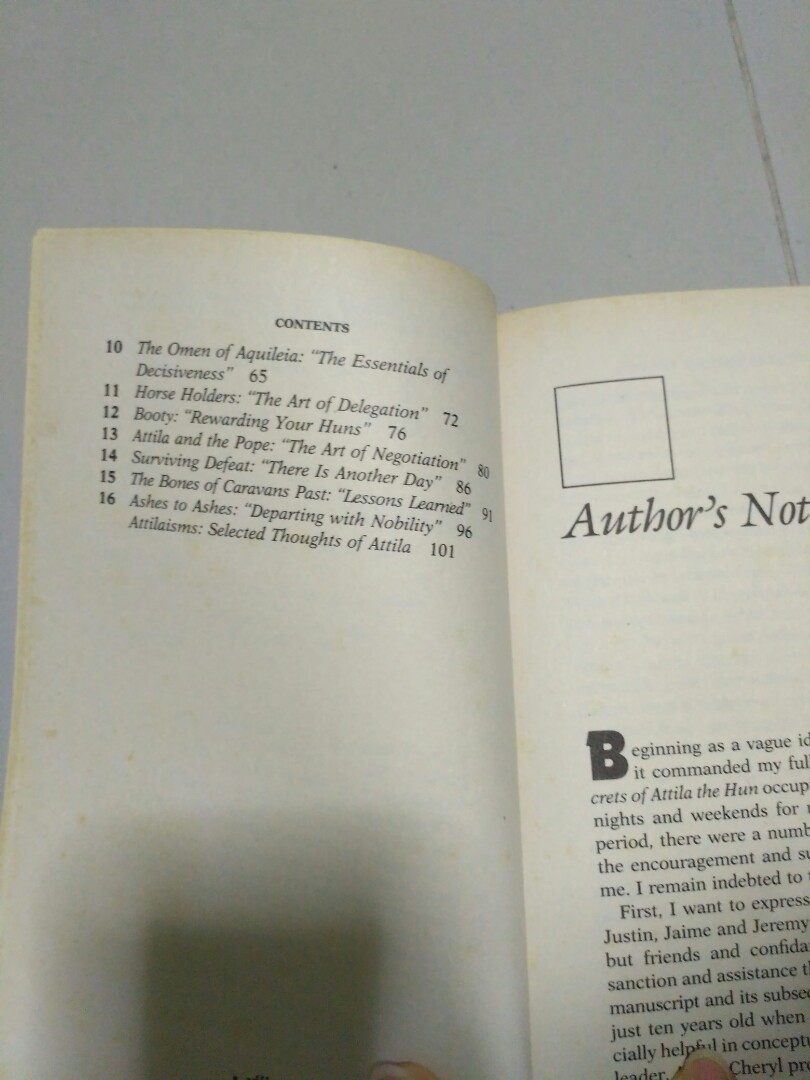 CONTENTS
10 The Omen of Aquileia: "The Essentials of
Decisiveness" 65
11 Horse Holders: "The Art of Delegation" 72
12 Booty: "Rewarding Your Huns" 76
13 Attila and the Pope: "The Art of Negotiation" 80
14 Surviving Defeat: "There Is Another Day" 86
15 The Bones of Caravans Past: "Lessons Learned" 91
16 Ashes to Ashes: "Departing with Nobility" 96
Attilaisms: Selected Thoughts of Attila 101
Author's Not
Beginning as a vague id
it commanded my ful
crets of Attila the Hun occup
nights and weekends for
period, there were a numb
the encouragement and su
me. I remain indebted to
First, I want to express
Justin, Jaime and Jeremy
but friends and confida
sanction and assistance th
manuscript and its subse
just ten years old when
cially helpful in conceptu
leader. Cheryl pr